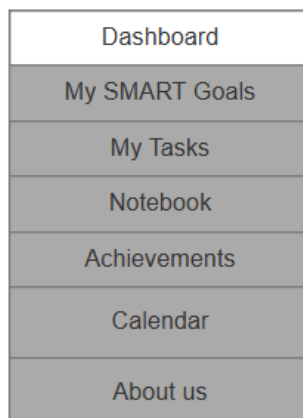 Dashboard
My SMART Goals
My Tasks
Notebook
Achievements
Calendar
About us